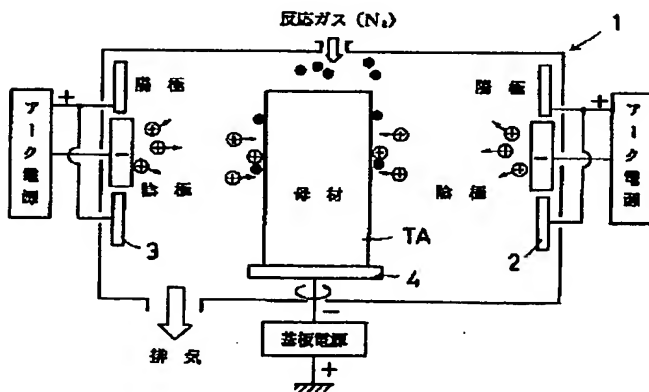 反応ガス(N₂)
1
陽極
陽極
+
+
アーク電源
アーク電源
−
−
陰極
陰極
母材
3
TA
2
4
−
排気
基板電源
+